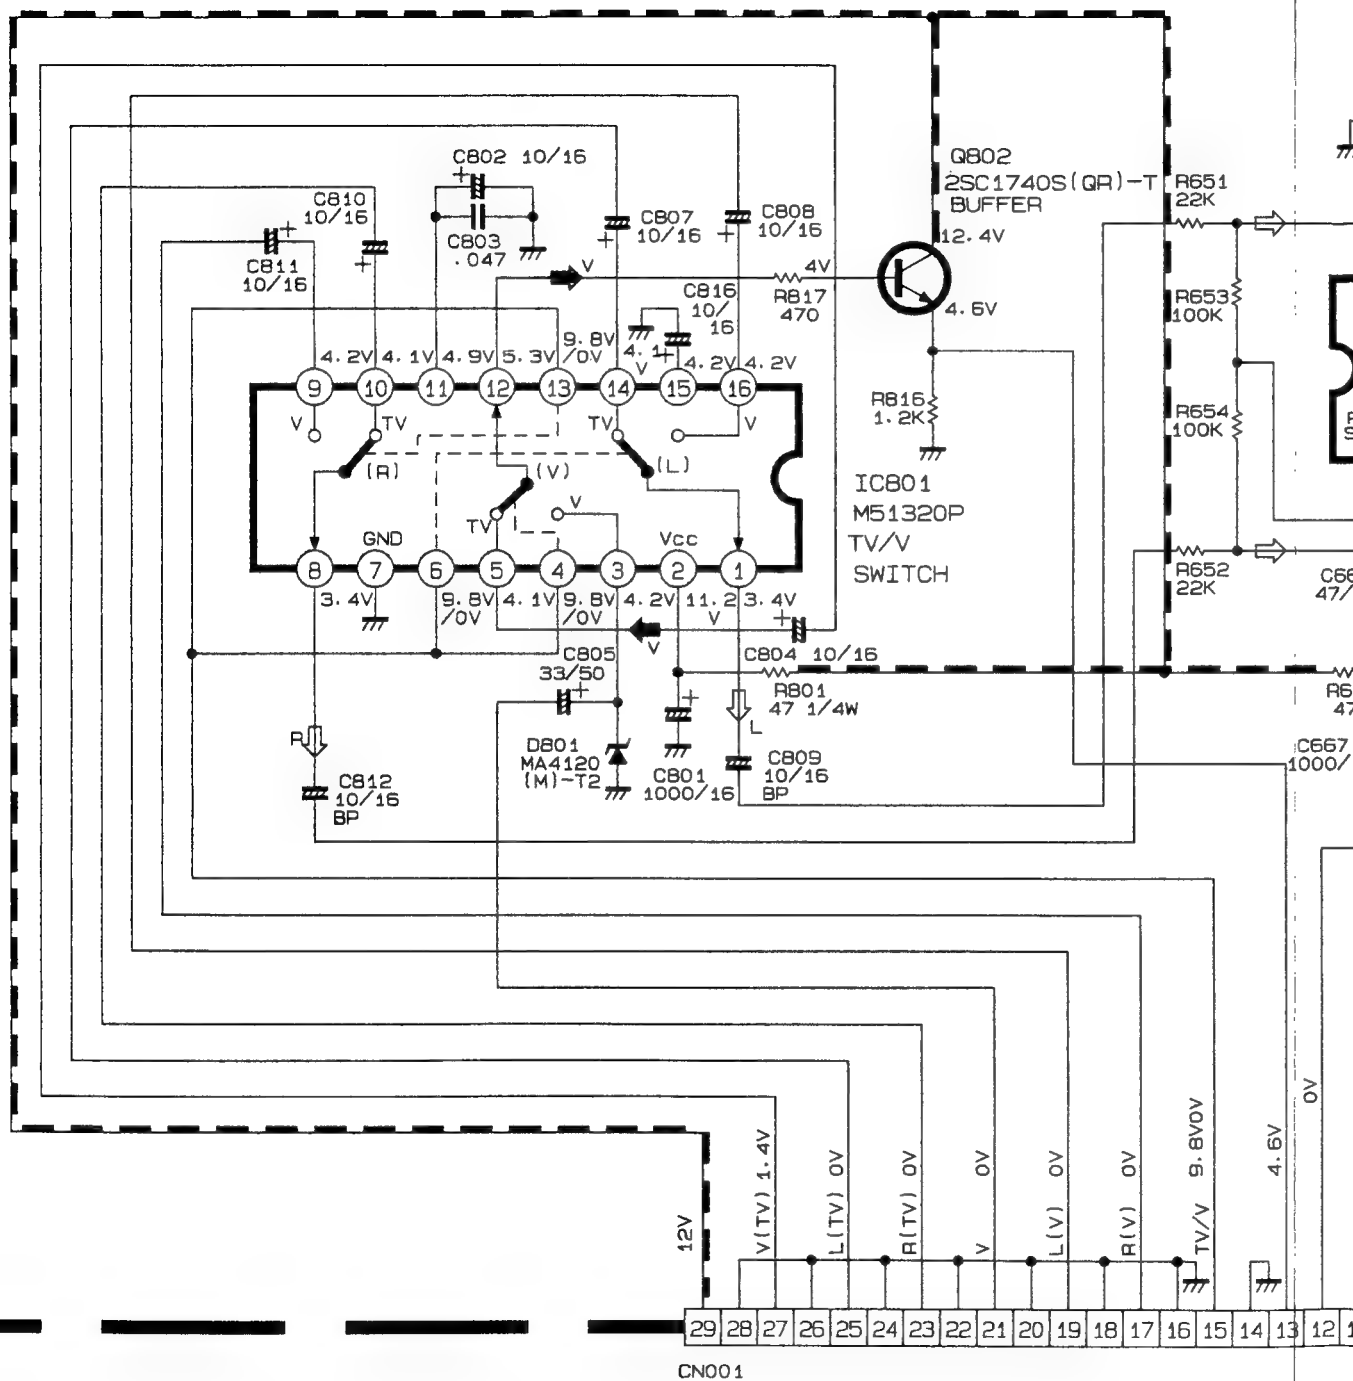 C802 10/16
C803
.047
C810
10/16
C811
10/16
C807
10/16
C808
10/16
C816
10/
16
V
R817
470
4V
Q802
2SC1740S(QR)-T
BUFFER
12.4V
4.6V
R651
22K
R653
100K
R654
100K
R652
22K
R816
1.2K
4.2V
4.1V
4.9V
5.3V
9.8V
/0V
4.1
V
4.2V
4.2V
9
10
11
12
13
14
15
16
V
TV
(R)
(V)
TV
V
TV
(L)
V
IC801
M51320P
TV/V
SWITCH
GND
Vcc
8
7
6
5
4
3
2
1
3.4V
9.8V
/0V
4.1V
9.8V
/0V
4.2V
11.2
V
3.4V
V
C804 10/16
C805
33/50
R801
47 1/4W
D801
MA4120
(M)-T2
C801
1000/16
L
C809
10/16
BP
R
C812
10/16
BP
C66
47/
R6
47
C667
1000/
12V
V(TV) 1.4V
L(TV) 0V
R(TV) 0V
V 0V
L(V) 0V
R(V) 0V
TV/V 9.8V0V
4.6V
0V
29 28 27 26 25 24 23 22 21 20 19 18 17 16 15 14 13 12 1
CN001